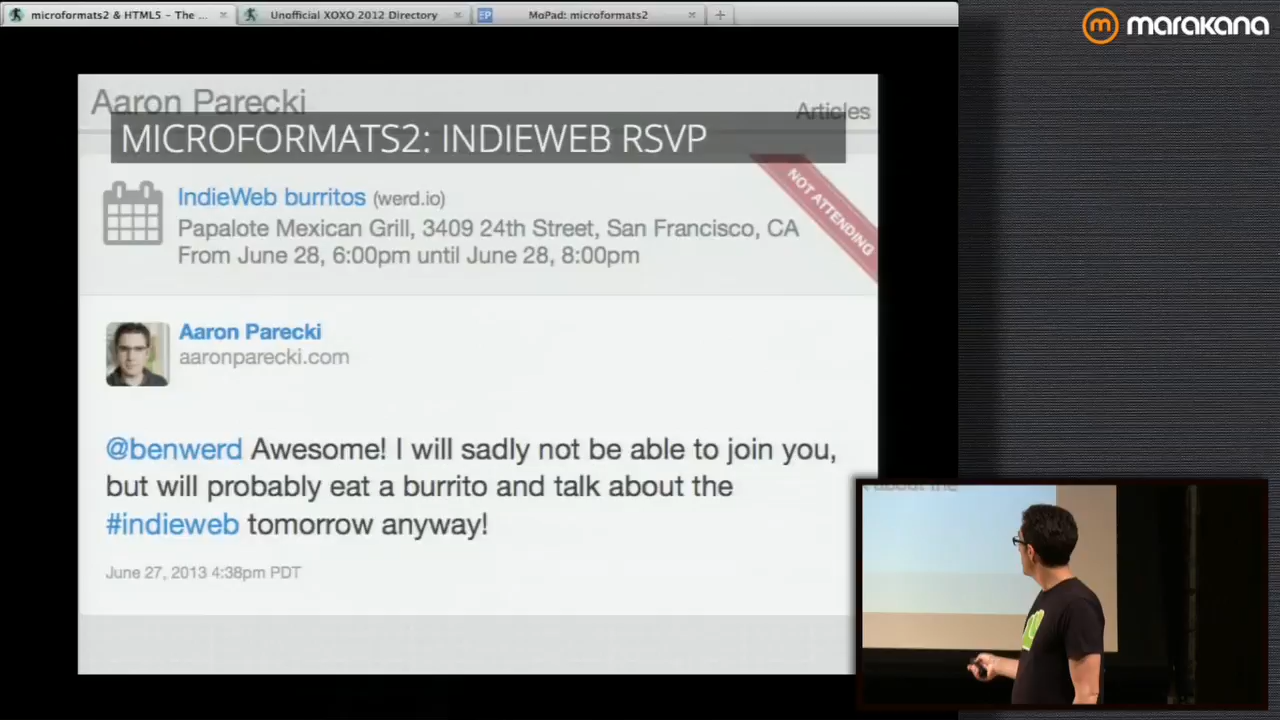 microformats2 & HTML5 - The ...
Unofficial XOXO 2012 Directory
EP
MoPad: microformats2
marakana
Aaron Parecki
Articles
MICROFORMATS2: INDIEWEB RSVP
NOT ATTENDING
IndieWeb burritos (werd.io)
Papalote Mexican Grill, 3409 24th Street, San Francisco, CA
From June 28, 6:00pm until June 28, 8:00pm
Aaron Parecki
aaronparecki.com
@benwerd Awesome! I will sadly not be able to join you,
but will probably eat a burrito and talk about the
#indieweb tomorrow anyway!
June 27, 2013 4:38pm PDT
about the